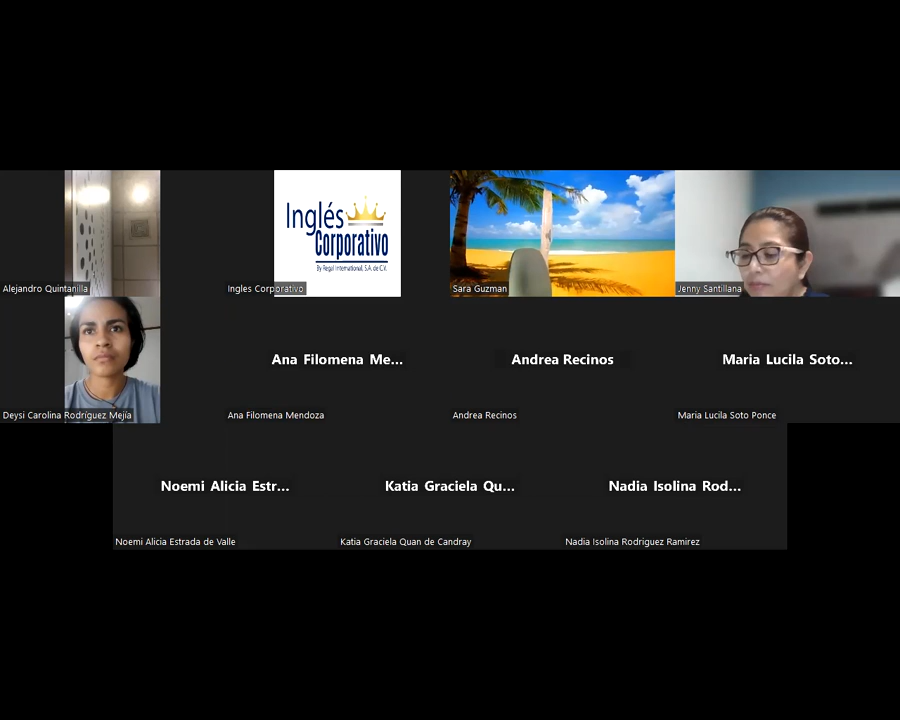 Inglés
Corporativo
By Regal International, S.A. de C.V.
Alejandro Quintanilla
Ingles Corporativo
Sara Guzman
Jenny Santillana
Ana Filomena Me...
Andrea Recinos
Maria Lucila Soto...
Deysi Carolina Rodríguez Mejía
Ana Filomena Mendoza
Andrea Recinos
Maria Lucila Soto Ponce
Noemi Alicia Estr...
Katia Graciela Qu...
Nadia Isolina Rod...
Noemi Alicia Estrada de Valle
Katia Graciela Quan de Candray
Nadia Isolina Rodriguez Ramirez